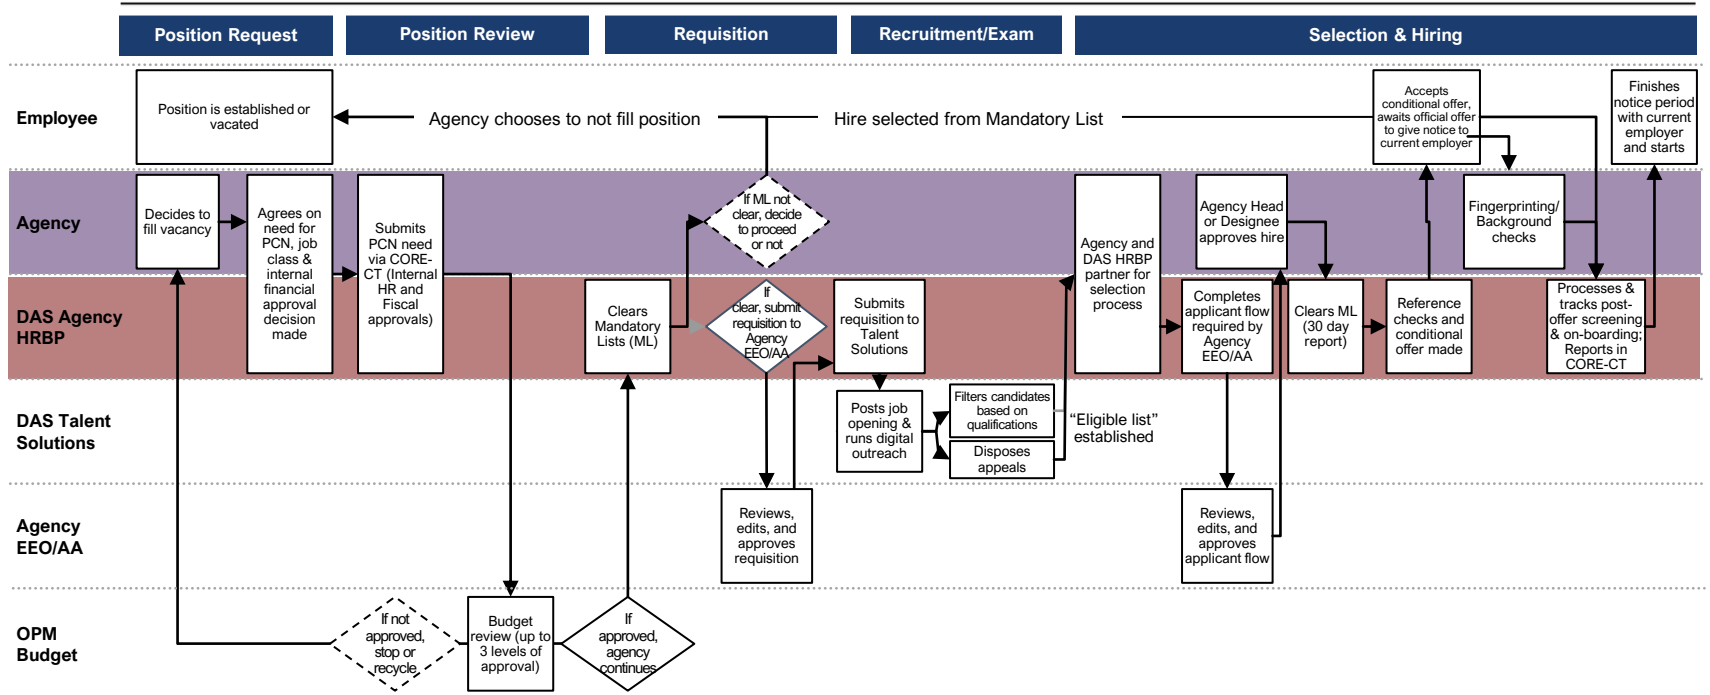 Position Request
Position Review
Requisition
Recruitment/Exam
Selection & Hiring
Employee
Position is established or
vacated
Agency chooses to not fill position
Hire selected from Mandatory List
Accepts
conditional offer,
awaits official offer
to give notice to
current employer
Finishes
notice period
with current
employer
and starts
Agency
Decides to
fill vacancy
Agrees on
need for
PCN, job
class &
internal
financial
approval
decision
made
Submits
PCN need
via CORE-
CT (Internal
HR and
Fiscal
approvals)
If ML not
clear, decide
to proceed
or not
Agency and
DAS HRBP
partner for
selection
process
Agency Head
or Designee
approves hire
Fingerprinting/
Background
checks
DAS Agency
HRBP
Clears
Mandatory
Lists (ML)
If
clear, submit
requisition to
Agency
EEO/AA
Submits
requisition to
Talent
Solutions
Completes
applicant flow
required by
Agency
EEO/AA
Clears ML
(30 day
report)
Reference
checks and
conditional
offer made
Processes &
tracks post-
offer screening
& on-boarding;
Reports in
CORE-CT
DAS Talent
Solutions
Posts job
opening &
runs digital
outreach
Filters candidates
based on
qualifications
Disposes
appeals
“Eligible list”
established
Agency
EEO/AA
Reviews,
edits, and
approves
requisition
Reviews,
edits, and
approves
applicant flow
OPM
Budget
If not
approved,
stop or
recycle
Budget
review (up to
3 levels of
approval)
If
approved,
agency
continues